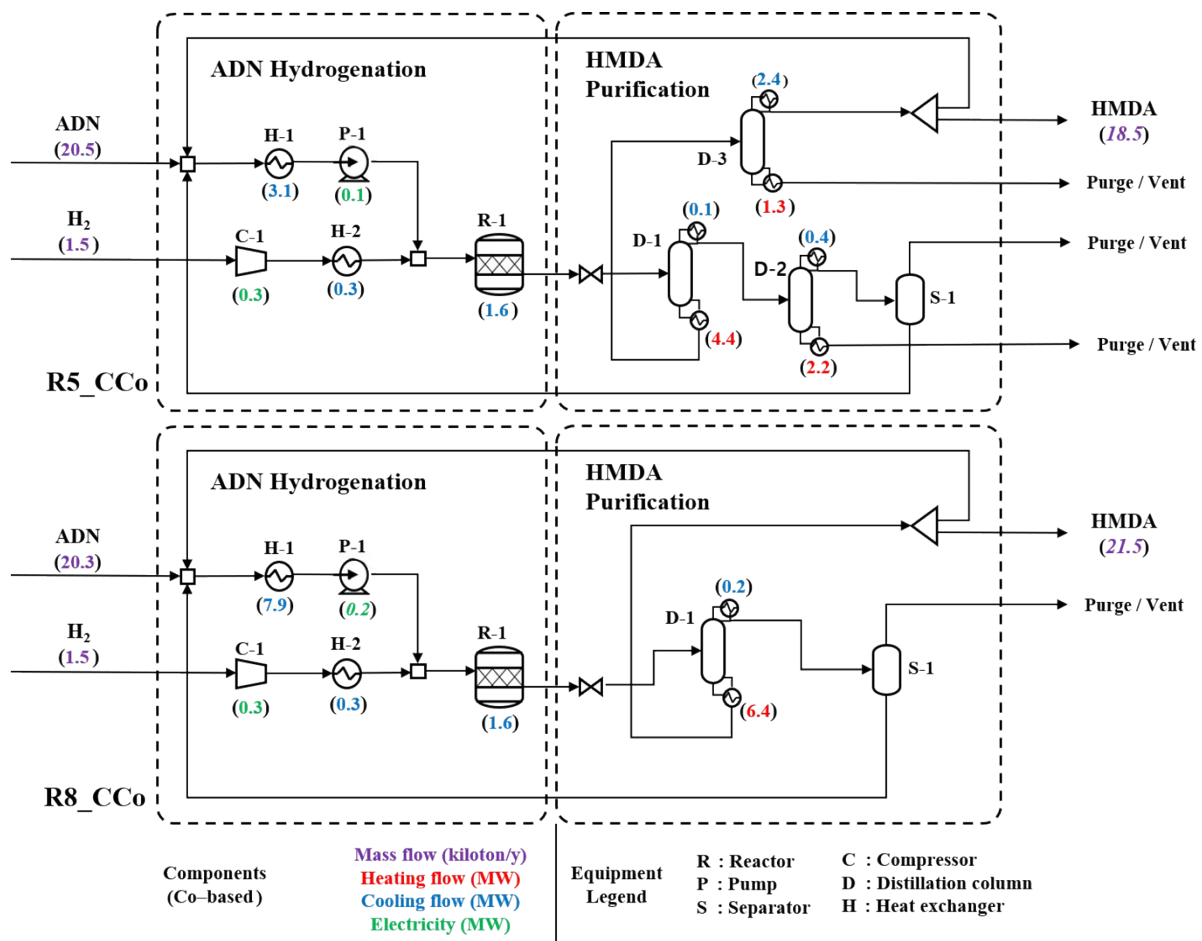 ADN Hydrogenation
HMDA
Purification
(2.4)
ADN
(20.5)
H-1
P-1
HMDA
(18.5)
D-3
(3.1)
(0.1)
Purge / Vent
(1.3)
H₂
(1.5)
C-1
H-2
R-1
D-1
(0.1)
D-2
(0.4)
Purge / Vent
(0.3)
(0.3)
(1.6)
S-1
(4.4)
(2.2)
Purge / Vent
R5_CCo
ADN Hydrogenation
HMDA
Purification
ADN
(20.3)
H-1
P-1
HMDA
(21.5)
(7.9)
(0.2)
D-1
(0.2)
Purge / Vent
H₂
(1.5)
C-1
H-2
R-1
S-1
(0.3)
(0.3)
(1.6)
(6.4)
R8_CCo
Components
(Co–based)
Mass flow (kiloton/y)
Heating flow (MW)
Cooling flow (MW)
Electricity (MW)
Equipment
Legend
R : Reactor
P : Pump
S : Separator
C : Compressor
D : Distillation column
H : Heat exchanger